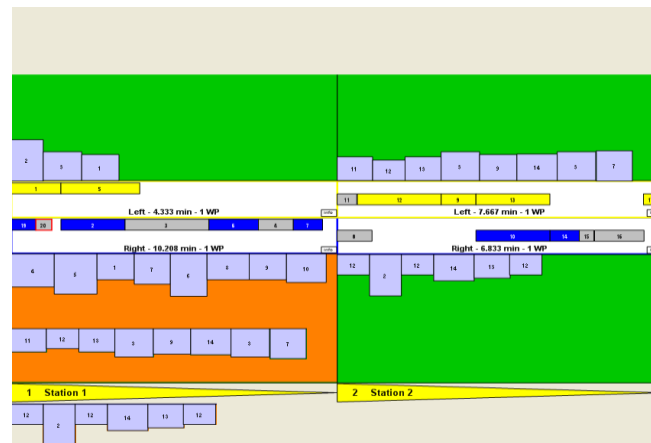 2 3 1
11 12 13 3 9 14 3 7
1 5
11 12 9 13
Left - 4.333 min - 1 WP
Left - 7.667 min - 1 WP
19 20 2 3 6 4 7
8 10 14 15 16
Right - 10.208 min - 1 WP
Right - 6.833 min - 1 WP
4 5 1 7 6 8 9 10
12 2 12 14 13 12
11 12 13 3 9 14 3 7
1 Station 1
2 Station 2
12 2 12 14 13 12